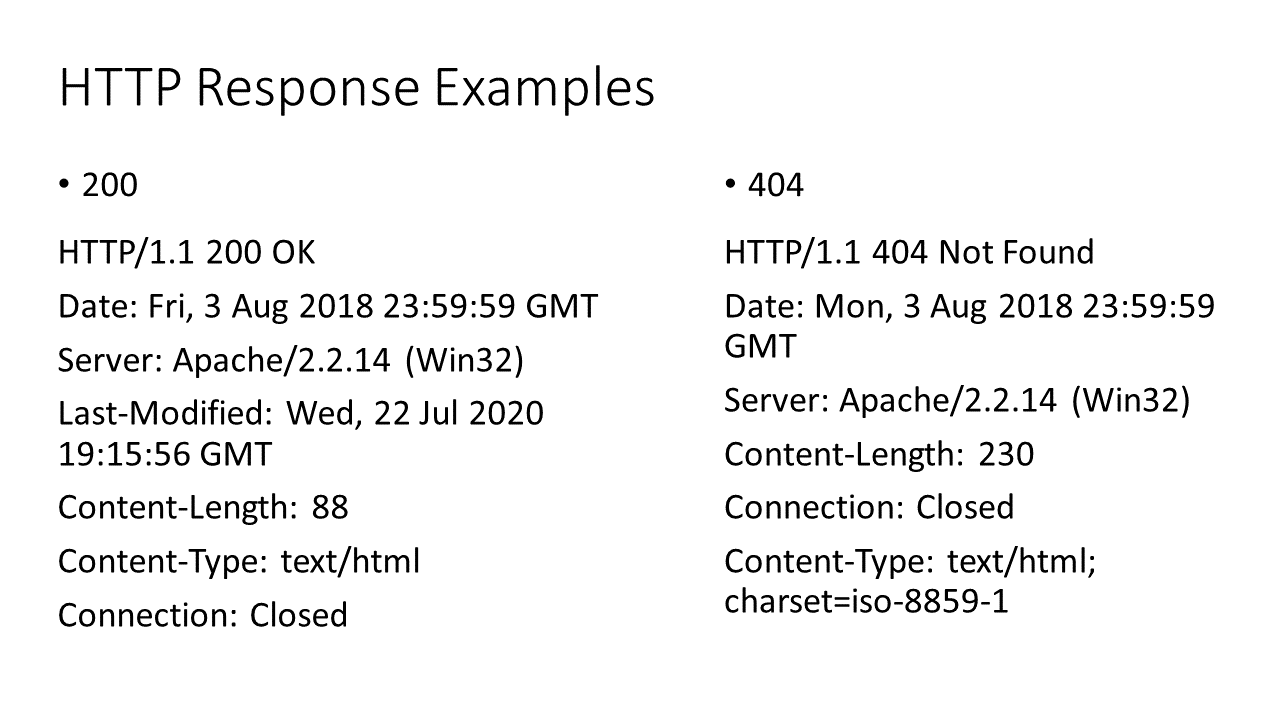 HTTP Response Examples
• 200
HTTP/1.1 200 OK
Date: Fri, 3 Aug 2018 23:59:59 GMT
Server: Apache/2.2.14 (Win32)
Last-Modified: Wed, 22 Jul 2020
19:15:56 GMT
Content-Length: 88
Content-Type: text/html
Connection: Closed
• 404
HTTP/1.1 404 Not Found
Date: Mon, 3 Aug 2018 23:59:59
GMT
Server: Apache/2.2.14 (Win32)
Content-Length: 230
Connection: Closed
Content-Type: text/html;
charset=iso-8859-1